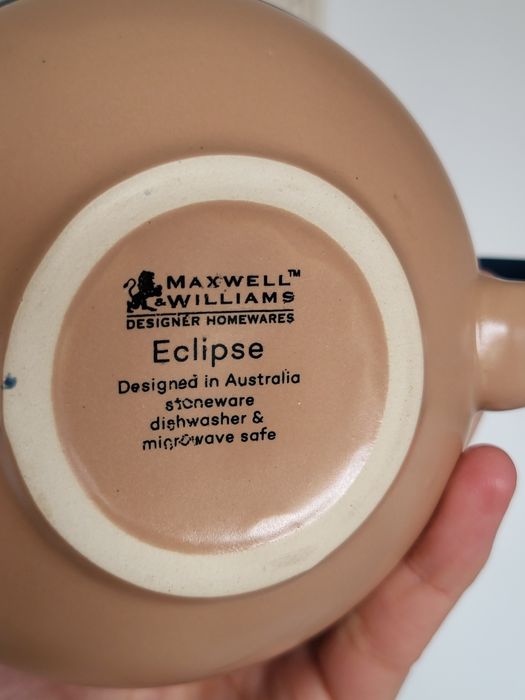 MAXWELL™
& WILLIAMS
DESIGNER HOMEWARES
Eclipse
Designed in Australia
stoneware
dishwasher &
microwave safe